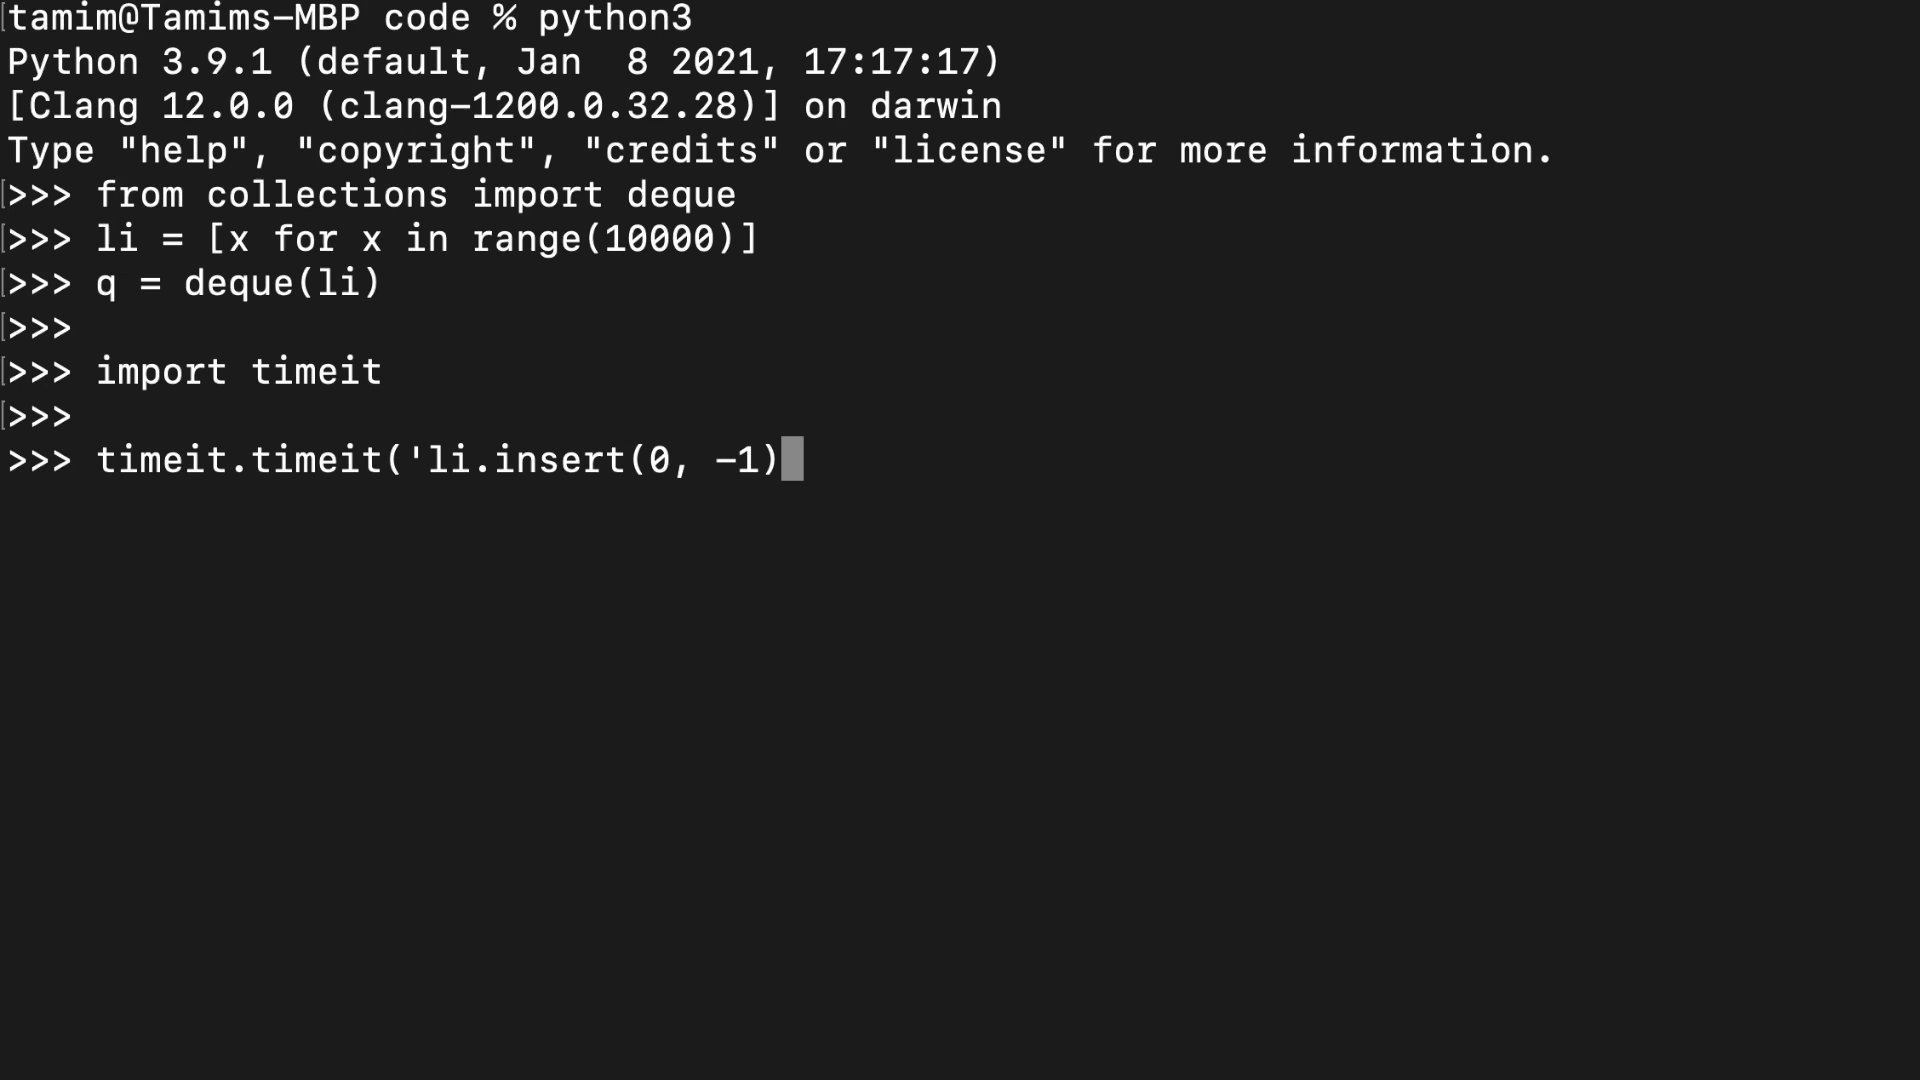 [tamim@Tamims-MBP code % python3
Python 3.9.1 (default, Jan  8 2021, 17:17:17)
[Clang 12.0.0 (clang-1200.0.32.28)] on darwin
Type "help", "copyright", "credits" or "license" for more information.
[>>> from collections import deque
[>>> li = [x for x in range(10000)]
[>>> q = deque(li)
[>>>
[>>> import timeit
[>>>
>>> timeit.timeit('li.insert(0, -1)